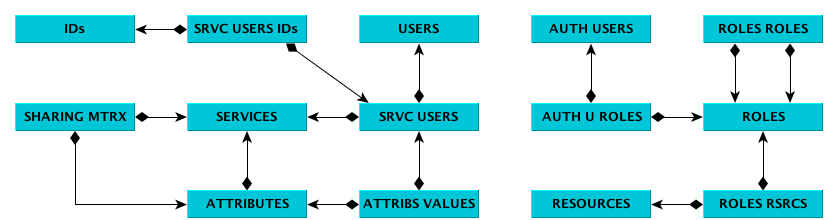 IDs
SRVC USERS IDs
USERS
AUTH USERS
ROLES ROLES
SHARING MTRX
SERVICES
SRVC USERS
AUTH U ROLES
ROLES
ATTRIBUTES
ATTRIBS VALUES
RESOURCES
ROLES RSRCS